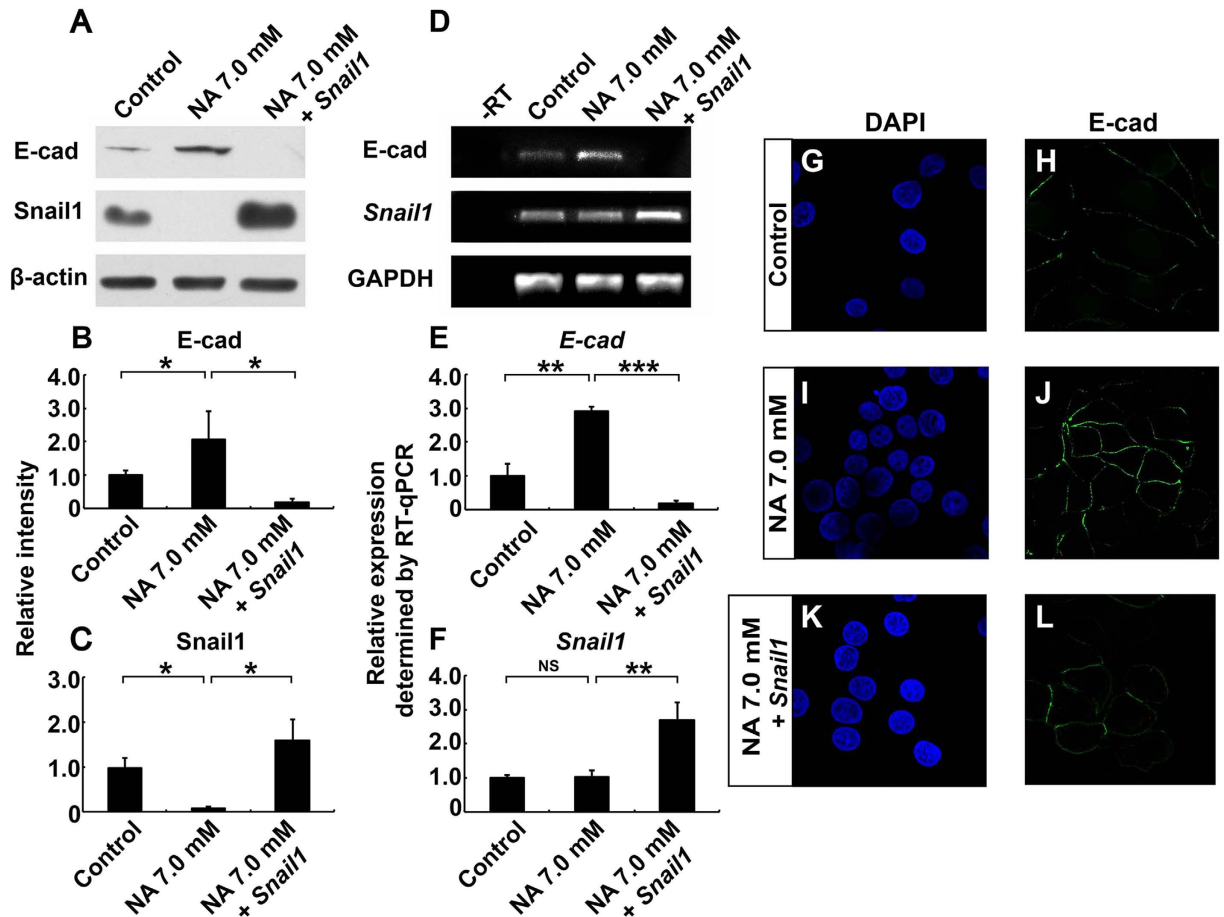 A
Control
NA 7.0 mM
NA 7.0 mM
+ Snail1
E-cad
Snail1
β-actin
B
E-cad
* *
4.0
3.0
2.0
1.0
0
Control
NA 7.0 mM
NA 7.0 mM
+ Snail1
Relative intensity
C
Snail1
* *
3.0
2.0
1.0
0
Control
NA 7.0 mM
NA 7.0 mM
+ Snail1
D
-RT
Control
NA 7.0 mM
NA 7.0 mM
+ Snail1
E-cad
Snail1
GAPDH
E
E-cad
** ***
4.0
3.0
2.0
1.0
0
Control
NA 7.0 mM
NA 7.0 mM
+ Snail1
Relative expression
determined by RT-qPCR
F
Snail1
NS **
4.0
3.0
2.0
1.0
0
Control
NA 7.0 mM
NA 7.0 mM
+ Snail1
DAPI
E-cad
Control
G
H
NA 7.0 mM
I
J
NA 7.0 mM
+ Snail1
K
L